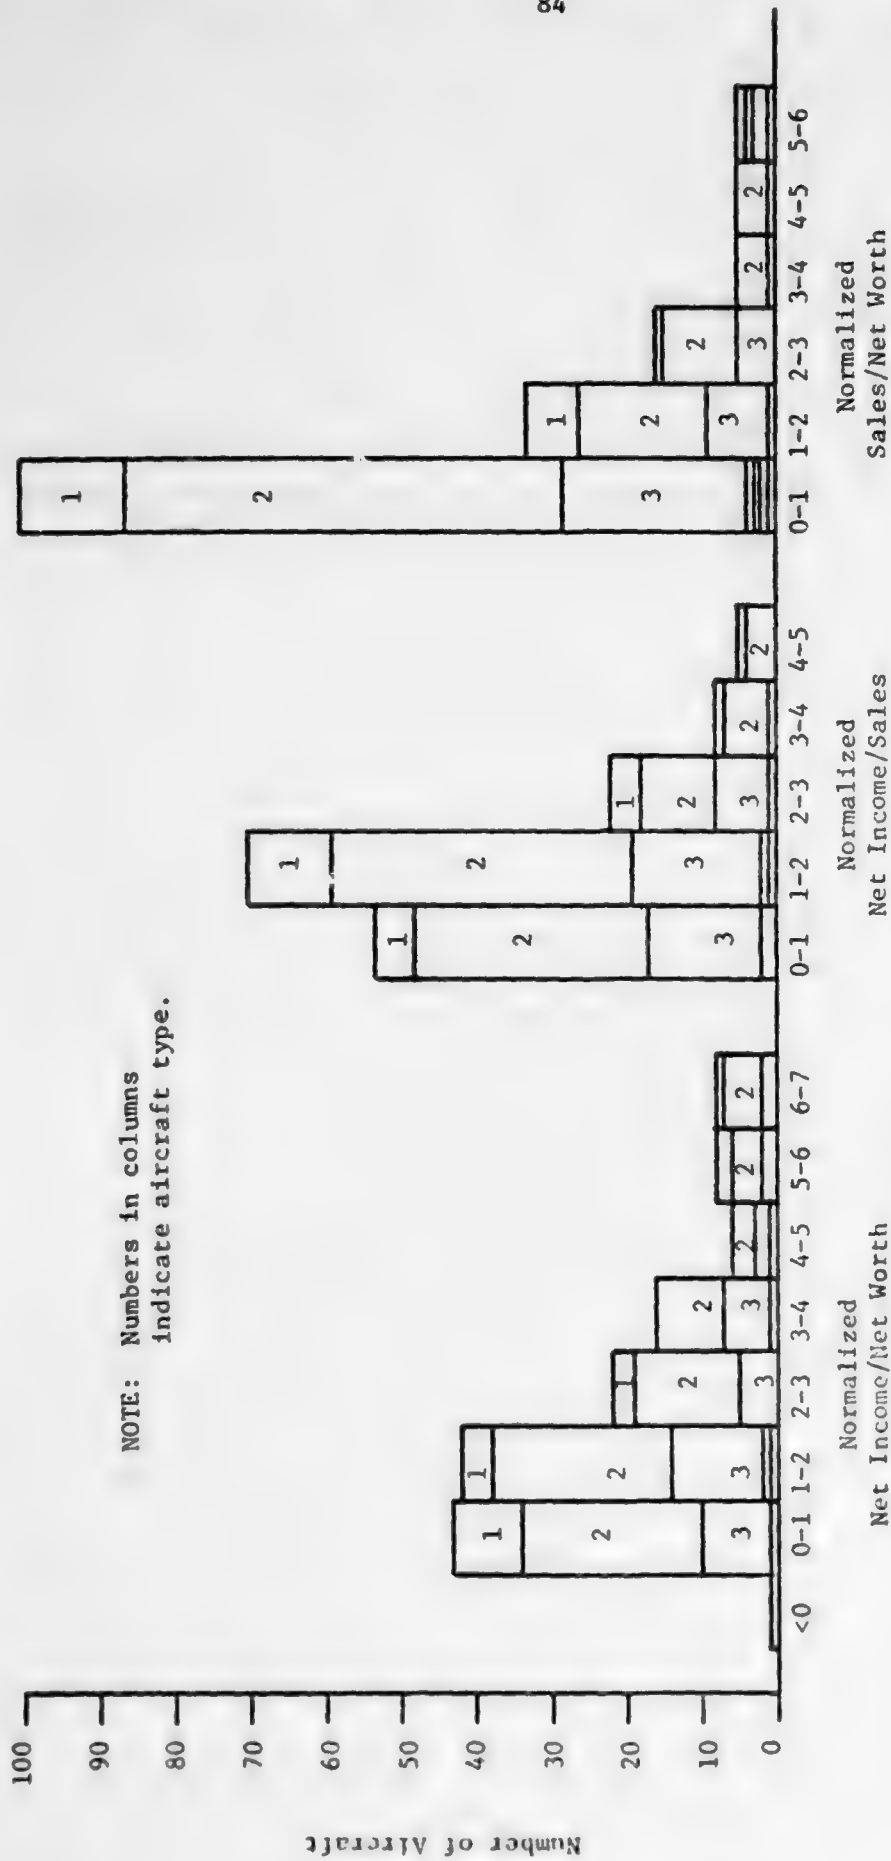 84
NOTE: Numbers in columns
indicate aircraft type.
Number of Aircraft
100
90
80
70
60
50
40
30
20
10
0
1 1 1
2 2 2 2 2 2 2
3 3 3 3
<0 0-1 1-2 2-3 3-4 4-5 5-6 6-7
Normalized
Net Income/Net Worth
1 1 1
2 2 2 2 2
3 3 3
0-1 1-2 2-3 3-4 4-5
Normalized
Net Income/Sales
1 1
2 2 2 2 2
3 3 3
0-1 1-2 2-3 3-4 4-5 5-6
Normalized
Sales/Net Worth